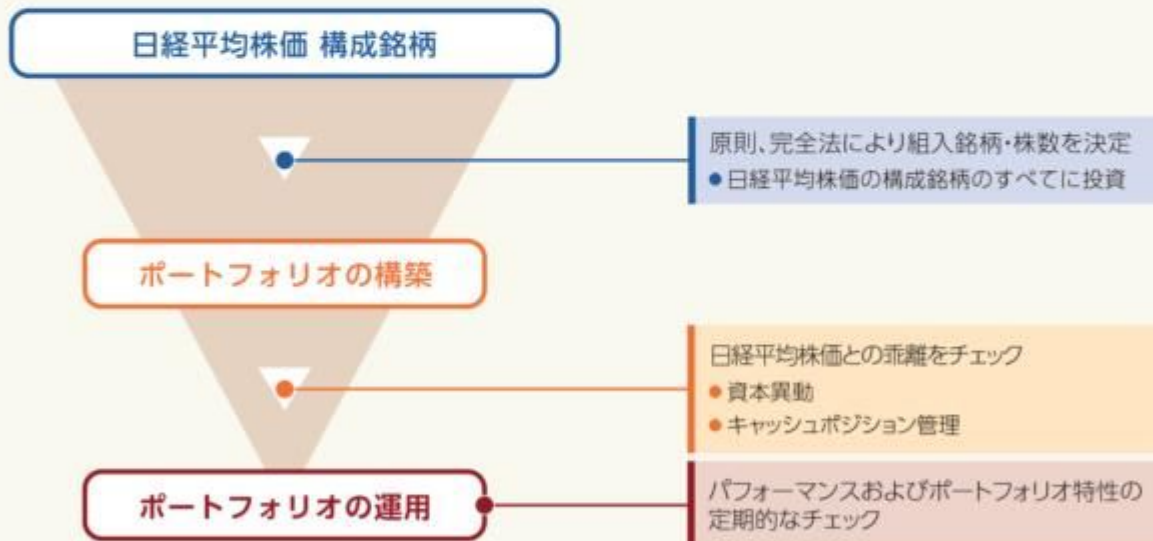 日経平均株価 構成銘柄
原則、完全法により組入銘柄・株数を決定
●日経平均株価の構成銘柄のすべてに投資
ポートフォリオの構築
日経平均株価との乖離をチェック
●資本異動
●キャッシュポジション管理
ポートフォリオの運用
パフォーマンスおよびポートフォリオ特性の
定期的なチェック